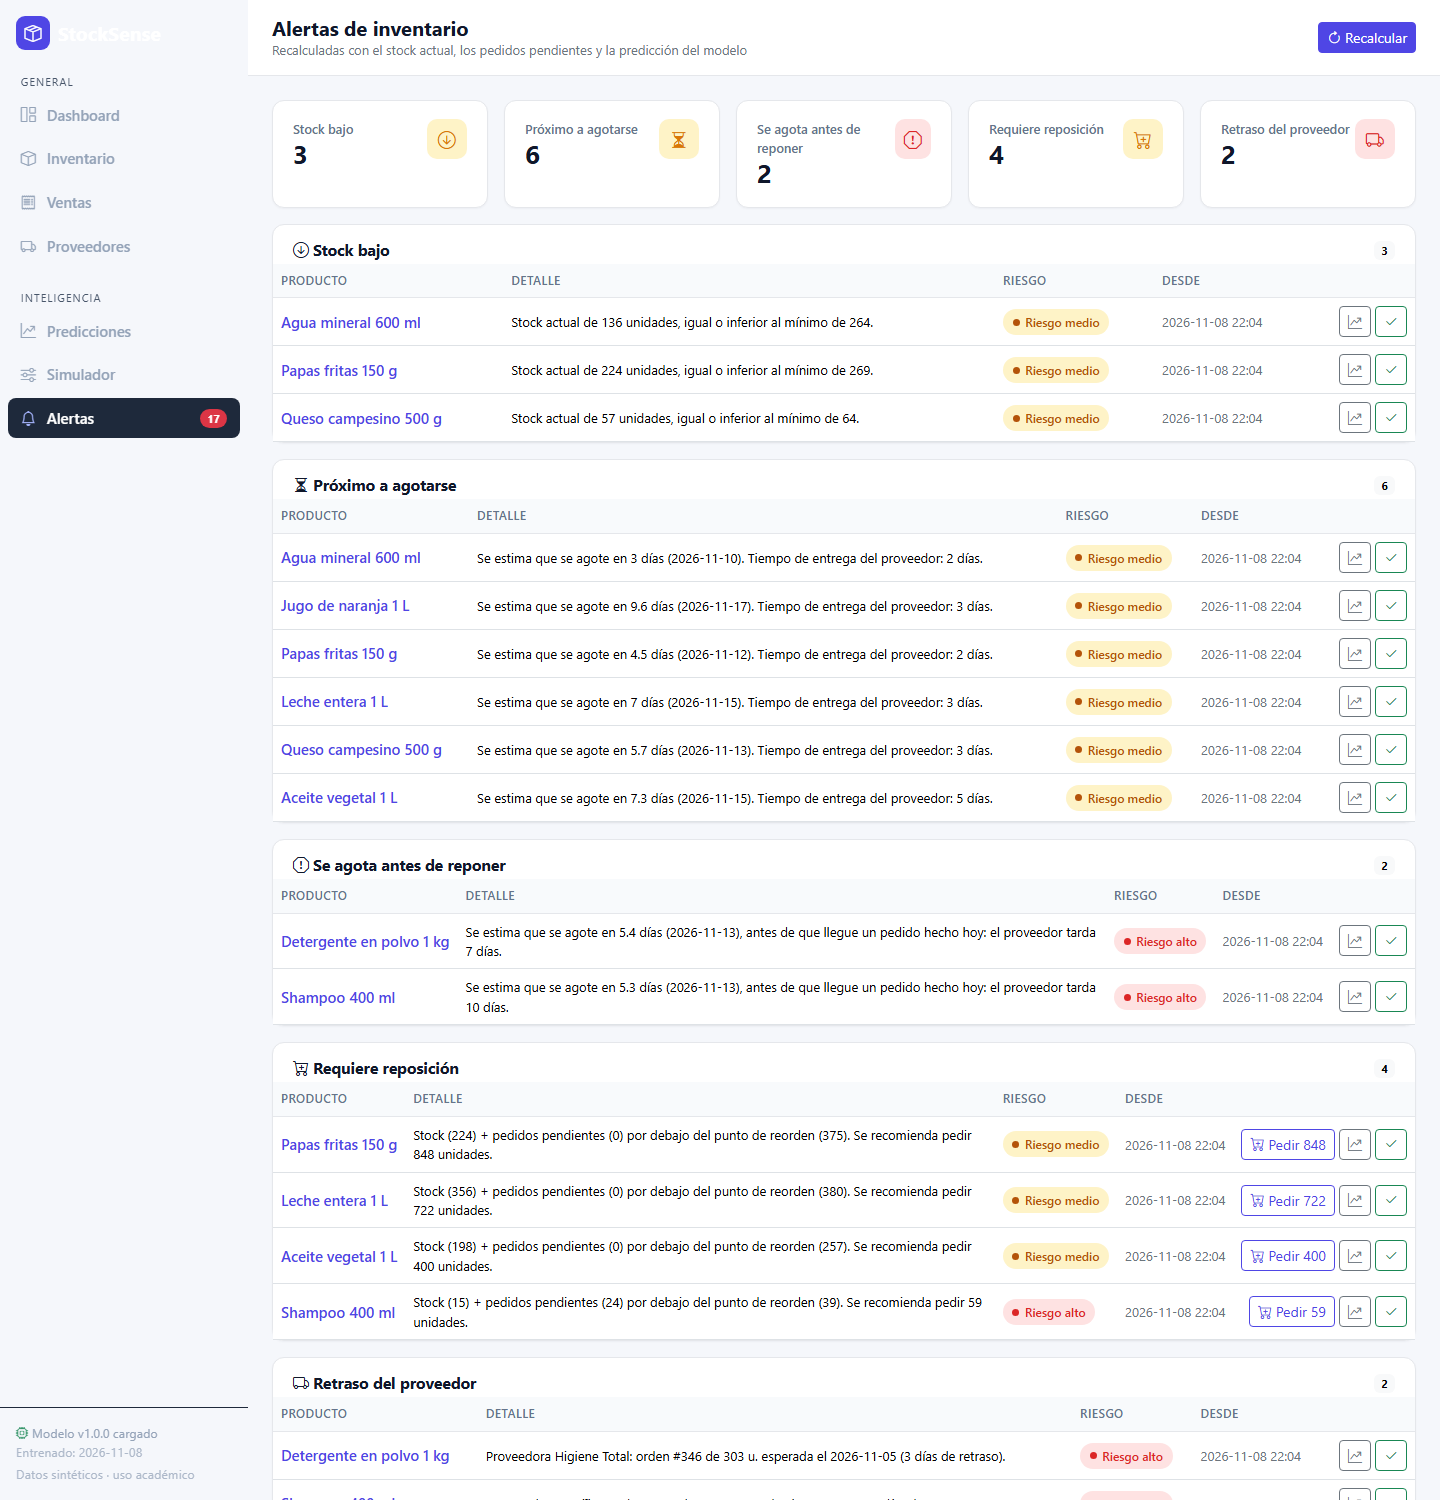 StockSense
GENERAL
Dashboard
Inventario
Ventas
Proveedores
INTELIGENCIA
Predicciones
Simulador
Alertas 17
Modelo v1.0.0 cargado
Entrenado: 2026-11-08
Datos sintéticos · uso académico
Alertas de inventario
Recalculadas con el stock actual, los pedidos pendientes y la predicción del modelo
Recalcular
Stock bajo
3
Próximo a agotarse
6
Se agota antes de
reponer
2
Requiere reposición
4
Retraso del proveedor
2
Stock bajo 3
PRODUCTO DETALLE RIESGO DESDE
Agua mineral 600 ml Stock actual de 136 unidades, igual o inferior al mínimo de 264. Riesgo medio 2026-11-08 22:04
Papas fritas 150 g Stock actual de 224 unidades, igual o inferior al mínimo de 269. Riesgo medio 2026-11-08 22:04
Queso campesino 500 g Stock actual de 57 unidades, igual o inferior al mínimo de 64. Riesgo medio 2026-11-08 22:04
Próximo a agotarse 6
PRODUCTO DETALLE RIESGO DESDE
Agua mineral 600 ml Se estima que se agote en 3 días (2026-11-10). Tiempo de entrega del proveedor: 2 días. Riesgo medio 2026-11-08 22:04
Jugo de naranja 1 L Se estima que se agote en 9.6 días (2026-11-17). Tiempo de entrega del proveedor: 3 días. Riesgo medio 2026-11-08 22:04
Papas fritas 150 g Se estima que se agote en 4.5 días (2026-11-12). Tiempo de entrega del proveedor: 2 días. Riesgo medio 2026-11-08 22:04
Leche entera 1 L Se estima que se agote en 7 días (2026-11-15). Tiempo de entrega del proveedor: 3 días. Riesgo medio 2026-11-08 22:04
Queso campesino 500 g Se estima que se agote en 5.7 días (2026-11-13). Tiempo de entrega del proveedor: 3 días. Riesgo medio 2026-11-08 22:04
Aceite vegetal 1 L Se estima que se agote en 7.3 días (2026-11-15). Tiempo de entrega del proveedor: 5 días. Riesgo medio 2026-11-08 22:04
Se agota antes de reponer 2
PRODUCTO DETALLE RIESGO DESDE
Detergente en polvo 1 kg Se estima que se agote en 5.4 días (2026-11-13), antes de que llegue un pedido hecho hoy: el proveedor tarda
7 días. Riesgo alto 2026-11-08 22:04
Shampoo 400 ml Se estima que se agote en 5.3 días (2026-11-13), antes de que llegue un pedido hecho hoy: el proveedor tarda
10 días. Riesgo alto 2026-11-08 22:04
Requiere reposición 4
PRODUCTO DETALLE RIESGO DESDE
Papas fritas 150 g Stock (224) + pedidos pendientes (0) por debajo del punto de reorden (375). Se recomienda pedir
848 unidades. Riesgo medio 2026-11-08 22:04 Pedir 848
Leche entera 1 L Stock (356) + pedidos pendientes (0) por debajo del punto de reorden (380). Se recomienda pedir
722 unidades. Riesgo medio 2026-11-08 22:04 Pedir 722
Aceite vegetal 1 L Stock (198) + pedidos pendientes (0) por debajo del punto de reorden (257). Se recomienda pedir
400 unidades. Riesgo medio 2026-11-08 22:04 Pedir 400
Shampoo 400 ml Stock (15) + pedidos pendientes (24) por debajo del punto de reorden (39). Se recomienda pedir 59
unidades. Riesgo alto 2026-11-08 22:04 Pedir 59
Retraso del proveedor 2
PRODUCTO DETALLE RIESGO DESDE
Detergente en polvo 1 kg Proveedora Higiene Total: orden #346 de 303 u. esperada el 2026-11-05 (3 días de retraso). Riesgo alto 2026-11-08 22:04